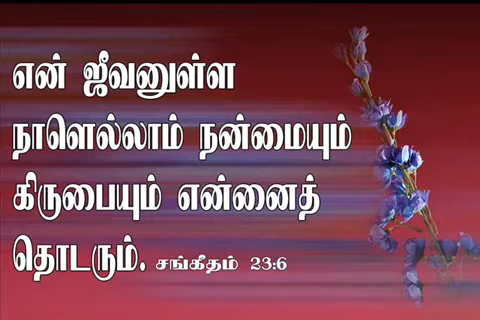 என் ஜீவனுள்ள
நாளெல்லாம் நன்மையும்
கிருபையும் என்னைத்
தொடரும். சங்கீதம் 23:6